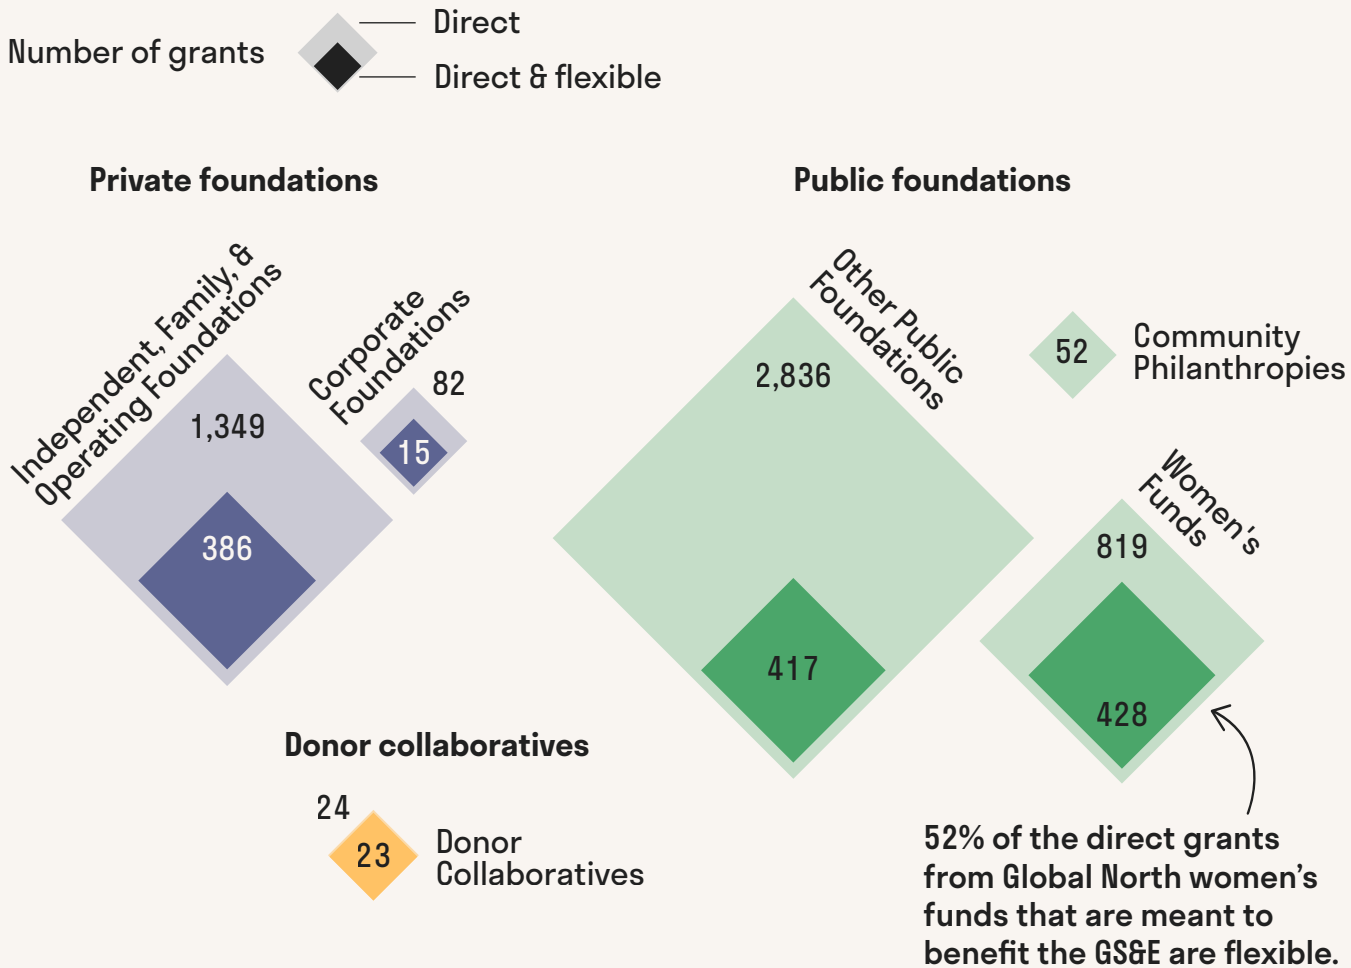 Number of grants
Direct
Direct & flexible
Private foundations
Independent, Family, &
Operating Foundations
1,349
386
Corporate
Foundations
82
15
Public foundations
Other Public
Foundations
2,836
417
52
Community
Philanthropies
Women's
Funds
819
428
52% of the direct grants
from Global North women’s
funds that are meant to
benefit the GS&E are flexible.
Donor collaboratives
24
23
Donor
Collaboratives